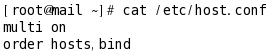 [root@mail ~]# cat /etc/host.conf
multi on
order hosts,bind